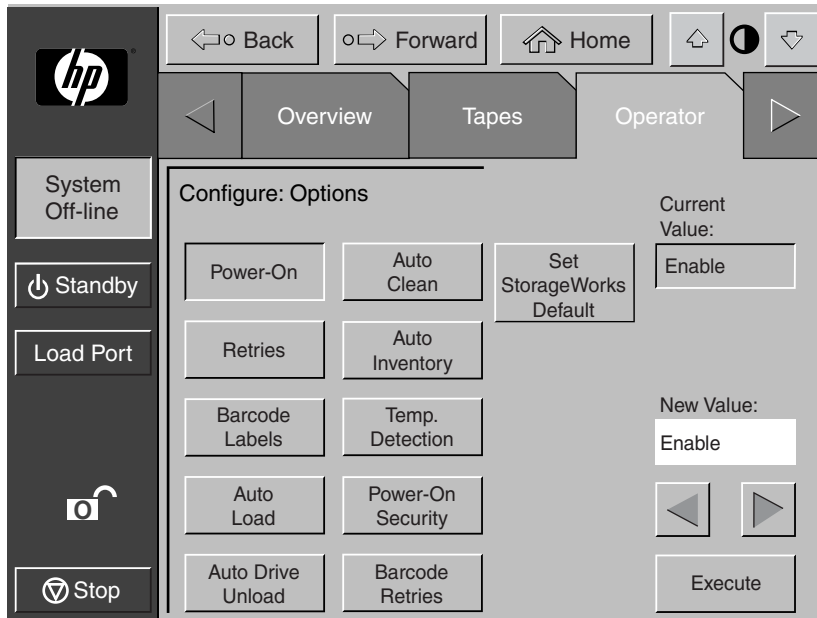 hp
Back
Forward
Home
Overview
Tapes
Operator
System
Off-line
Standby
Load Port
O
Stop
Configure: Options
Power-On
Auto
Clean
Set
StorageWorks
Default
Retries
Auto
Inventory
Barcode
Labels
Temp.
Detection
Auto
Load
Power-On
Security
Auto Drive
Unload
Barcode
Retries
Current
Value:
Enable
New Value:
Enable
Execute